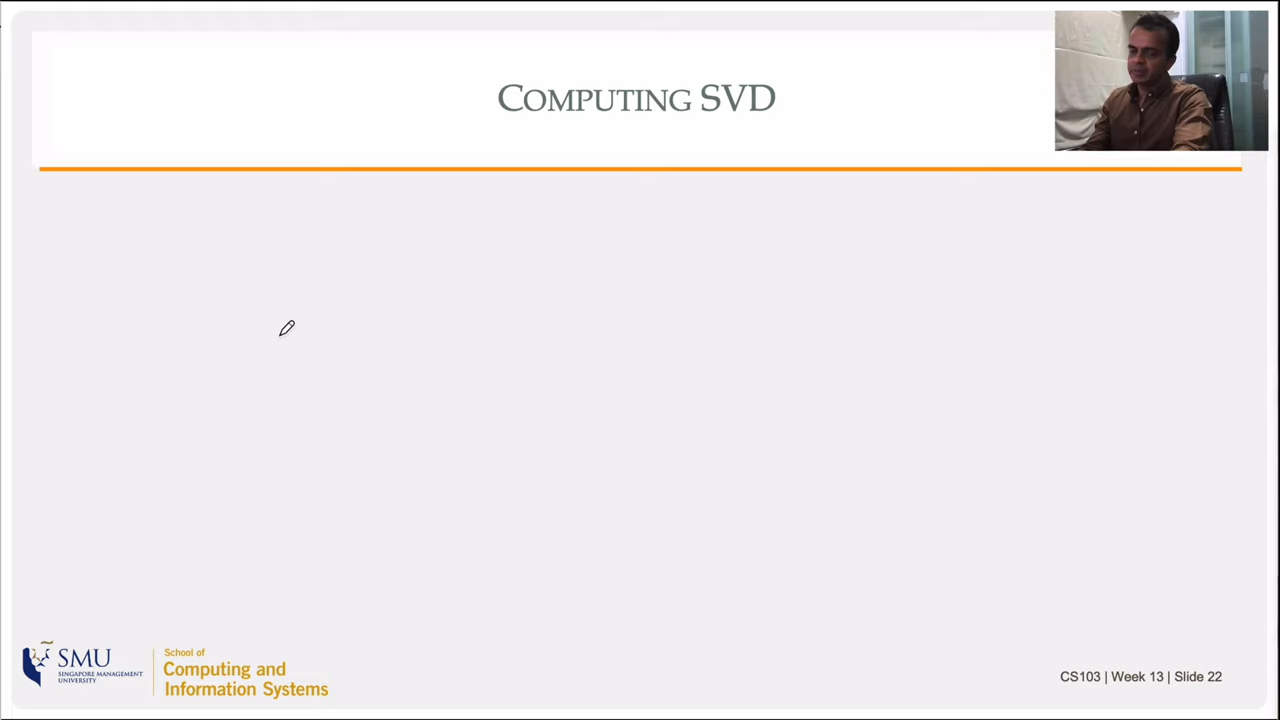 COMPUTING SVD
SMU
SINGAPORE MANAGEMENT
UNIVERSITY
School of
Computing and
Information Systems
CS103 | Week 13 | Slide 22